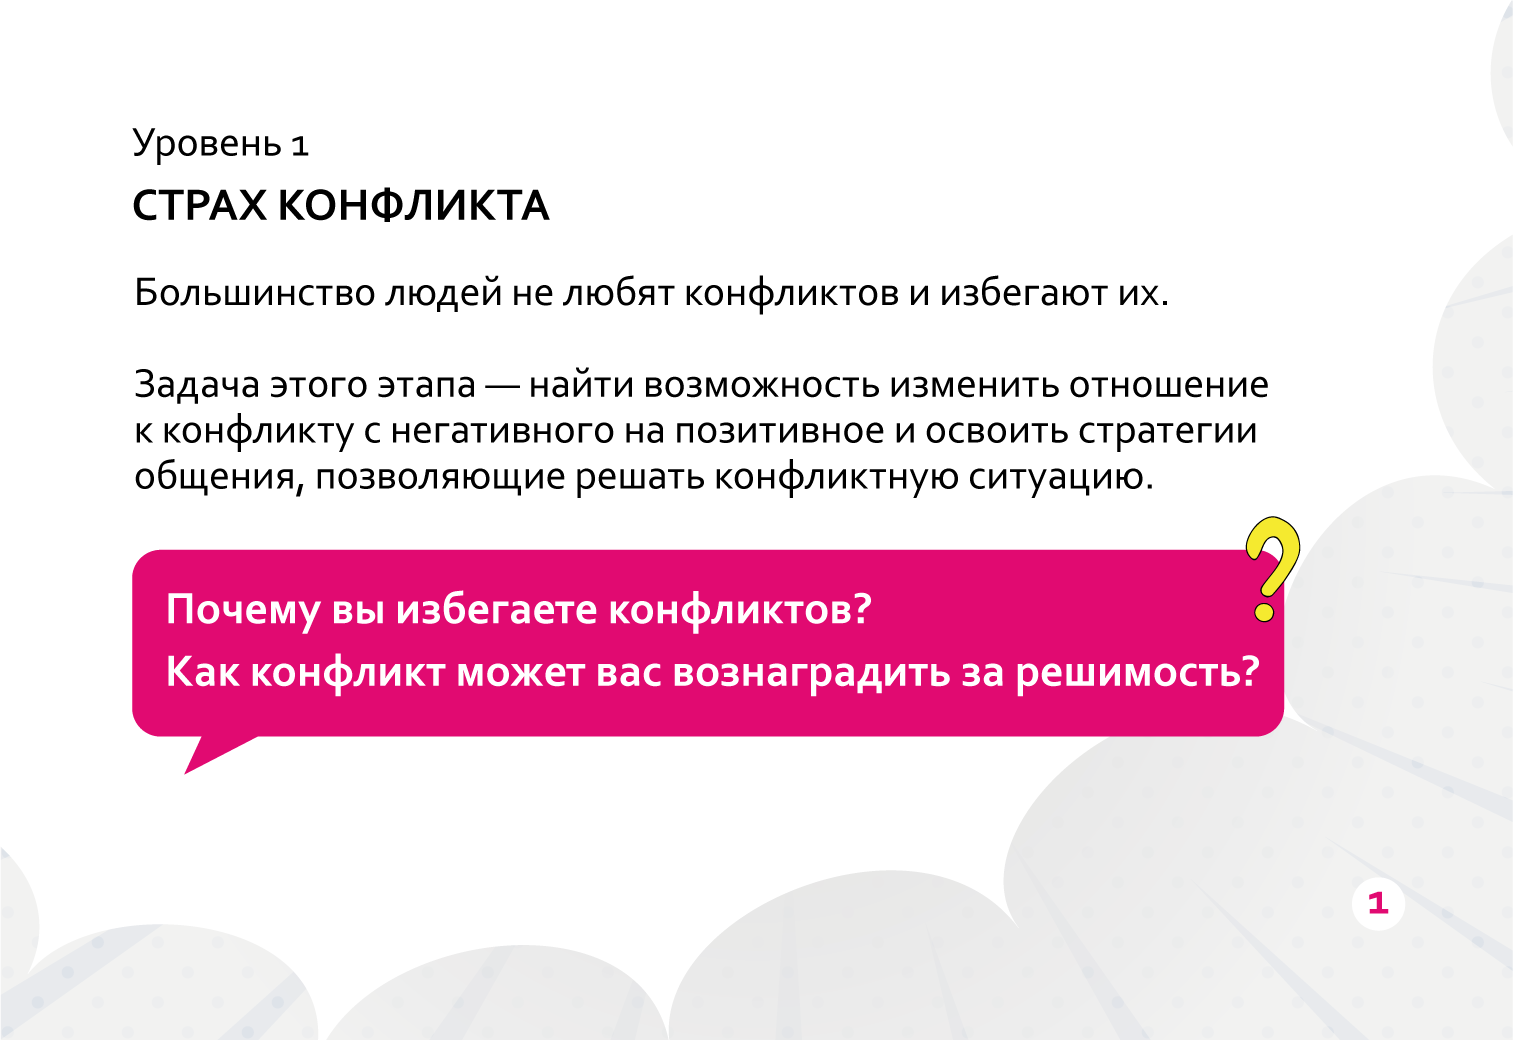 Уровень 1
СТРАХ КОНФЛИКТА
Большинство людей не любят конфликтов и избегают их.
Задача этого этапа — найти возможность изменить отношение
к конфликту с негативного на позитивное и освоить стратегии
общения, позволяющие решать конфликтную ситуацию.
Почему вы избегаете конфликтов?
Как конфликт может вас вознаградить за решимость?
?
1